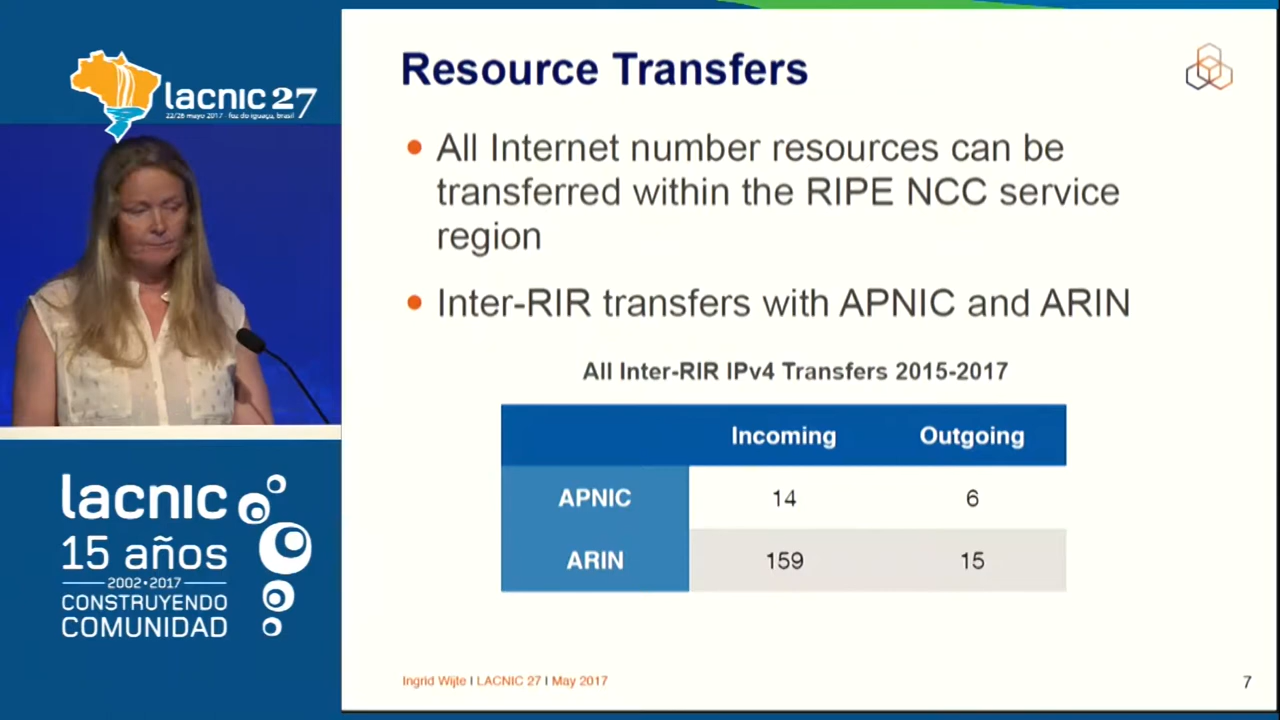 lacnic 27
22/26 mayo 2017 - foz do iguaçu, brasil
lacnic
15 años
2002•2017
CONSTRUYENDO
COMUNIDAD
Resource Transfers
• All Internet number resources can be
transferred within the RIPE NCC service
region
• Inter-RIR transfers with APNIC and ARIN
All Inter-RIR IPv4 Transfers 2015-2017
Incoming Outgoing
APNIC 14 6
ARIN 159 15
Ingrid Wijte I LACNIC 27 I May 2017
7